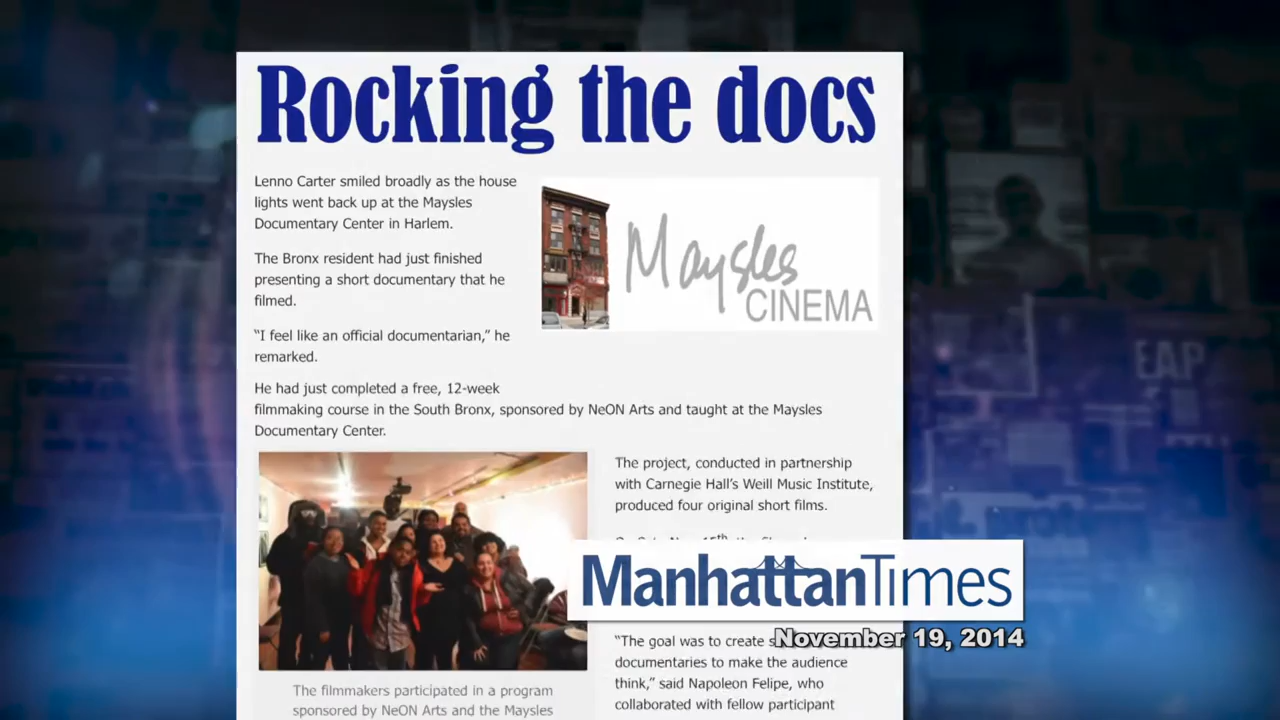 Rocking the docs
Lenno Carter smiled broadly as the house
lights went back up at the Maysles
Documentary Center in Harlem.
The Bronx resident had just finished
presenting a short documentary that he
filmed.
“I feel like an official documentarian,” he
remarked.
He had just completed a free, 12-week
filmmaking course in the South Bronx, sponsored by NeON Arts and taught at the Maysles
Documentary Center.
Maysles
CINEMA
The project, conducted in partnership
with Carnegie Hall’s Weill Music Institute,
produced four original short films.
ManhattanTimes
November 19, 2014
“The goal was to create
documentaries to make the audience
think,” said Napoleon Felipe, who
collaborated with fellow participant
The filmmakers participated in a program
sponsored by NeON Arts and the Maysles
EAP